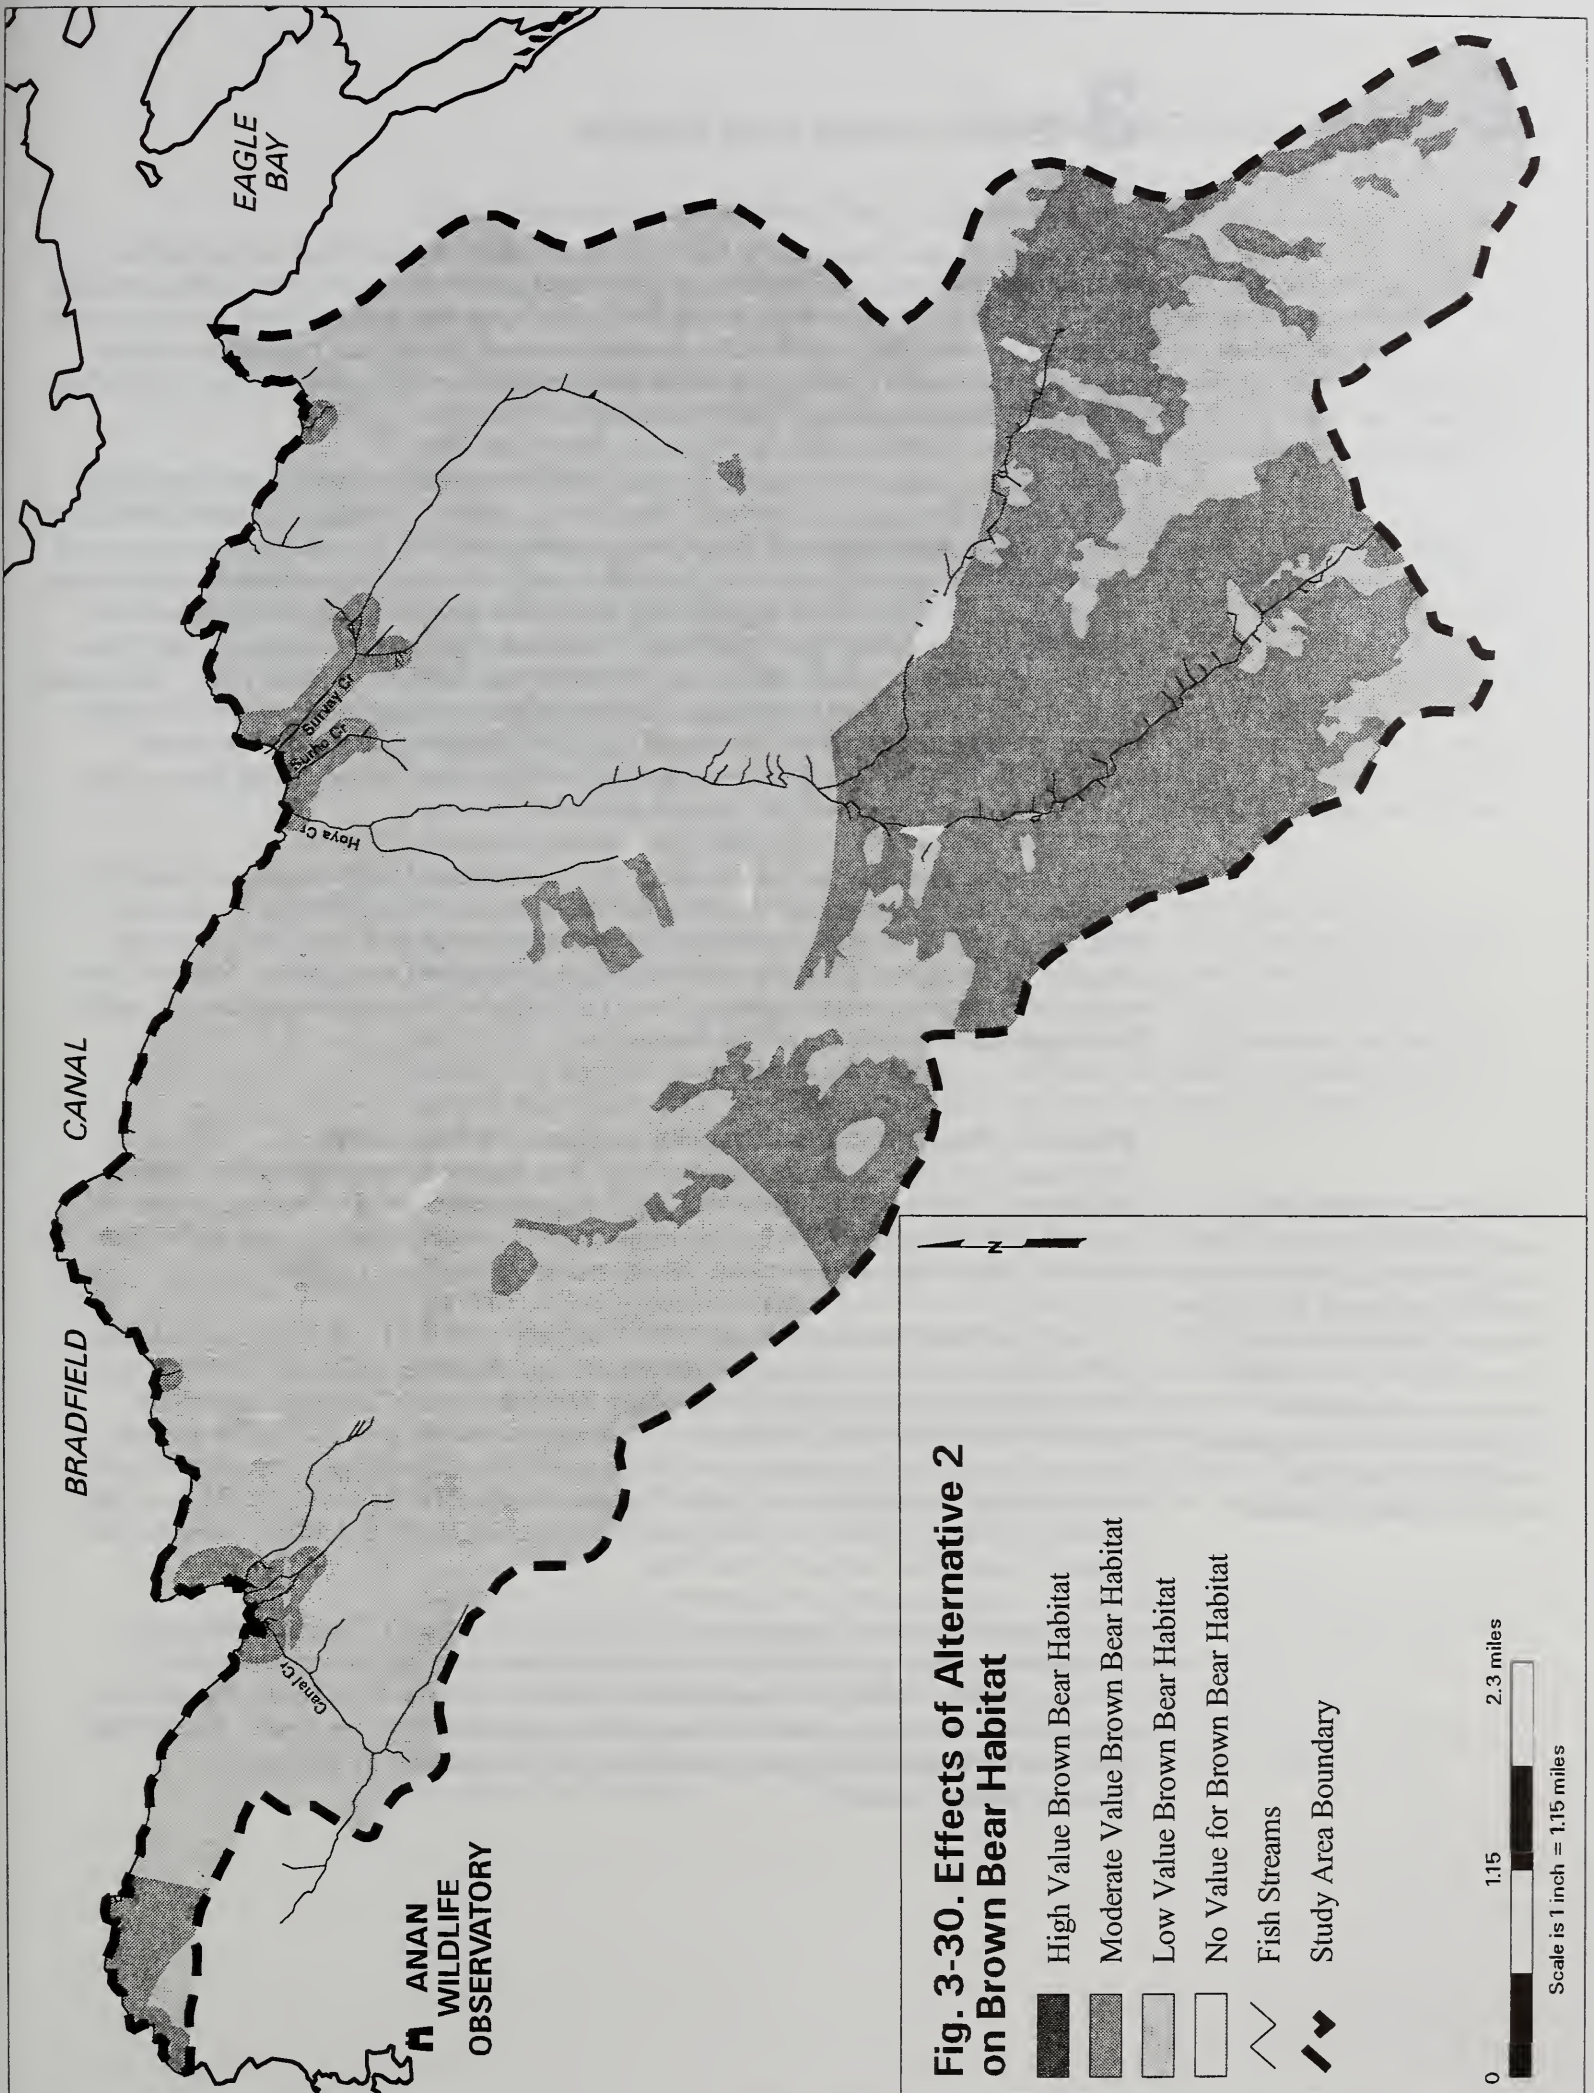 BRADFIELD CANAL
EAGLE
BAY
Canal Cr
Hoya Cr
Survay Cr
ANAN
WILDLIFE
OBSERVATORY
Fig. 3-30. Effects of Alternative 2
on Brown Bear Habitat
High Value Brown Bear Habitat
Moderate Value Brown Bear Habitat
Low Value Brown Bear Habitat
No Value for Brown Bear Habitat
Fish Streams
Study Area Boundary
N
0 1.15 2.3 miles
Scale is 1 inch = 1.15 miles